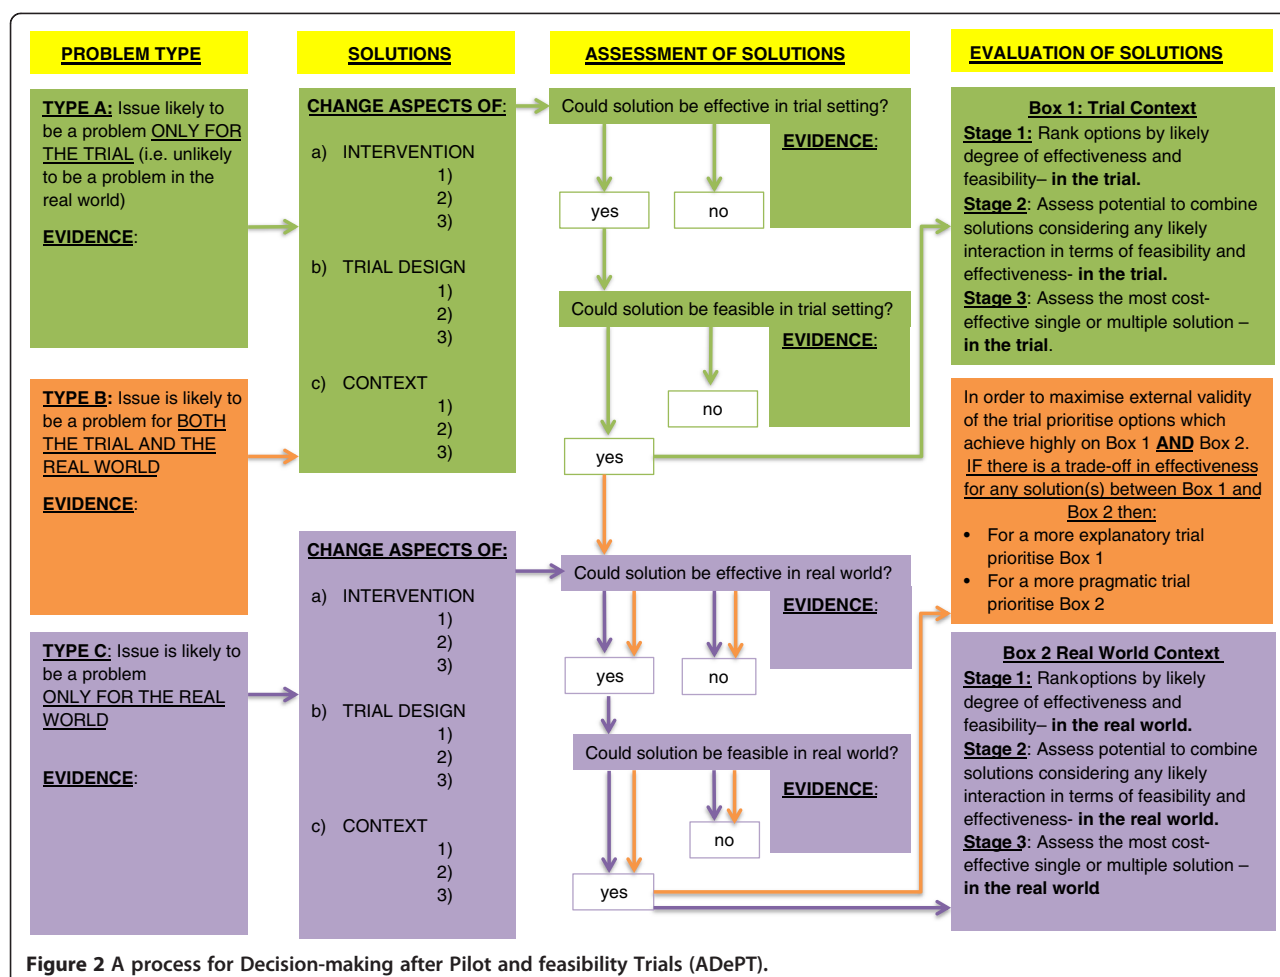 PROBLEM TYPE
SOLUTIONS
ASSESSMENT OF SOLUTIONS
EVALUATION OF SOLUTIONS
TYPE A: Issue likely to
be a problem ONLY FOR
THE TRIAL (i.e. unlikely
to be a problem in the
real world)
EVIDENCE:
TYPE B: Issue is likely to
be a problem for BOTH
THE TRIAL AND THE
REAL WORLD
EVIDENCE:
TYPE C: Issue is likely to
be a problem
ONLY FOR THE REAL
WORLD
EVIDENCE:
CHANGE ASPECTS OF:
a) INTERVENTION
1)
2)
3)
b) TRIAL DESIGN
1)
2)
3)
c) CONTEXT
1)
2)
3)
CHANGE ASPECTS OF:
a) INTERVENTION
1)
2)
3)
b) TRIAL DESIGN
1)
2)
3)
c) CONTEXT
1)
2)
3)
Could solution be effective in trial setting?
EVIDENCE:
yes
no
Could solution be feasible in trial setting?
EVIDENCE:
no
yes
Could solution be effective in real world?
EVIDENCE:
yes
no
Could solution be feasible in real world?
EVIDENCE:
no
yes
Box 1: Trial Context
Stage 1: Rank options by likely
degree of effectiveness and
feasibility– in the trial.
Stage 2: Assess potential to combine
solutions considering any likely
interaction in terms of feasibility and
effectiveness- in the trial.
Stage 3: Assess the most cost-
effective single or multiple solution –
in the trial.
In order to maximise external validity
of the trial prioritise options which
achieve highly on Box 1 AND Box 2.
IF there is a trade-off in effectiveness
for any solution(s) between Box 1 and
Box 2 then:
• For a more explanatory trial
prioritise Box 1
• For a more pragmatic trial
prioritise Box 2
Box 2 Real World Context
Stage 1: Rankoptions by likely
degree of effectiveness and
feasibility– in the real world.
Stage 2: Assess potential to combine
solutions considering any likely
interaction in terms of feasibility and
effectiveness- in the real world.
Stage 3: Assess the most cost-
effective single or multiple solution –
in the real world
Figure 2 A process for Decision-making after Pilot and feasibility Trials (ADePT).